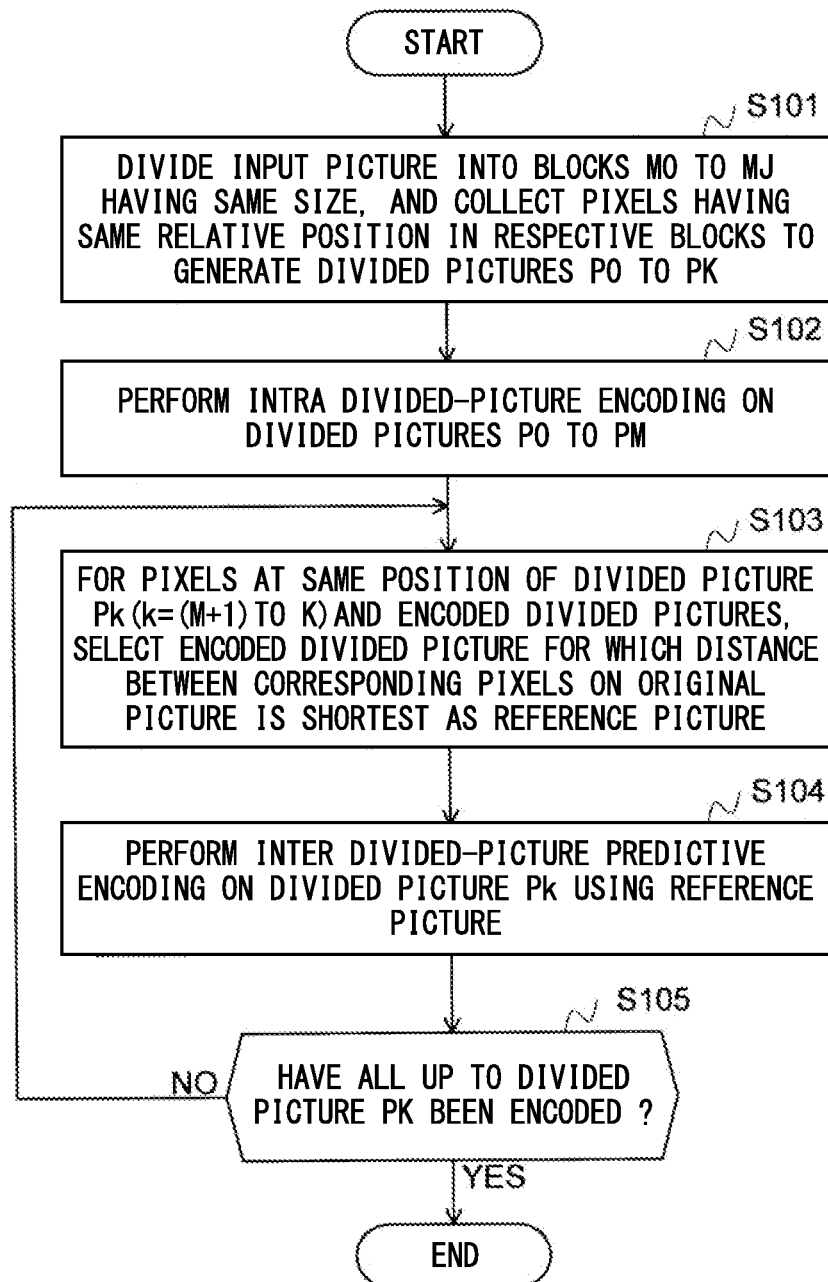 START
S101
DIVIDE INPUT PICTURE INTO BLOCKS M0 TO MJ
HAVING SAME SIZE, AND COLLECT PIXELS HAVING
SAME RELATIVE POSITION IN RESPECTIVE BLOCKS TO
GENERATE DIVIDED PICTURES P0 TO PK
S102
PERFORM INTRA DIVIDED-PICTURE ENCODING ON
DIVIDED PICTURES P0 TO PM
S103
FOR PIXELS AT SAME POSITION OF DIVIDED PICTURE
Pk(k=(M+1) TO K) AND ENCODED DIVIDED PICTURES,
SELECT ENCODED DIVIDED PICTURE FOR WHICH DISTANCE
BETWEEN CORRESPONDING PIXELS ON ORIGINAL
PICTURE IS SHORTEST AS REFERENCE PICTURE
S104
PERFORM INTER DIVIDED-PICTURE PREDICTIVE
ENCODING ON DIVIDED PICTURE Pk USING REFERENCE
PICTURE
S105
NO
HAVE ALL UP TO DIVIDED
PICTURE PK BEEN ENCODED ?
YES
END